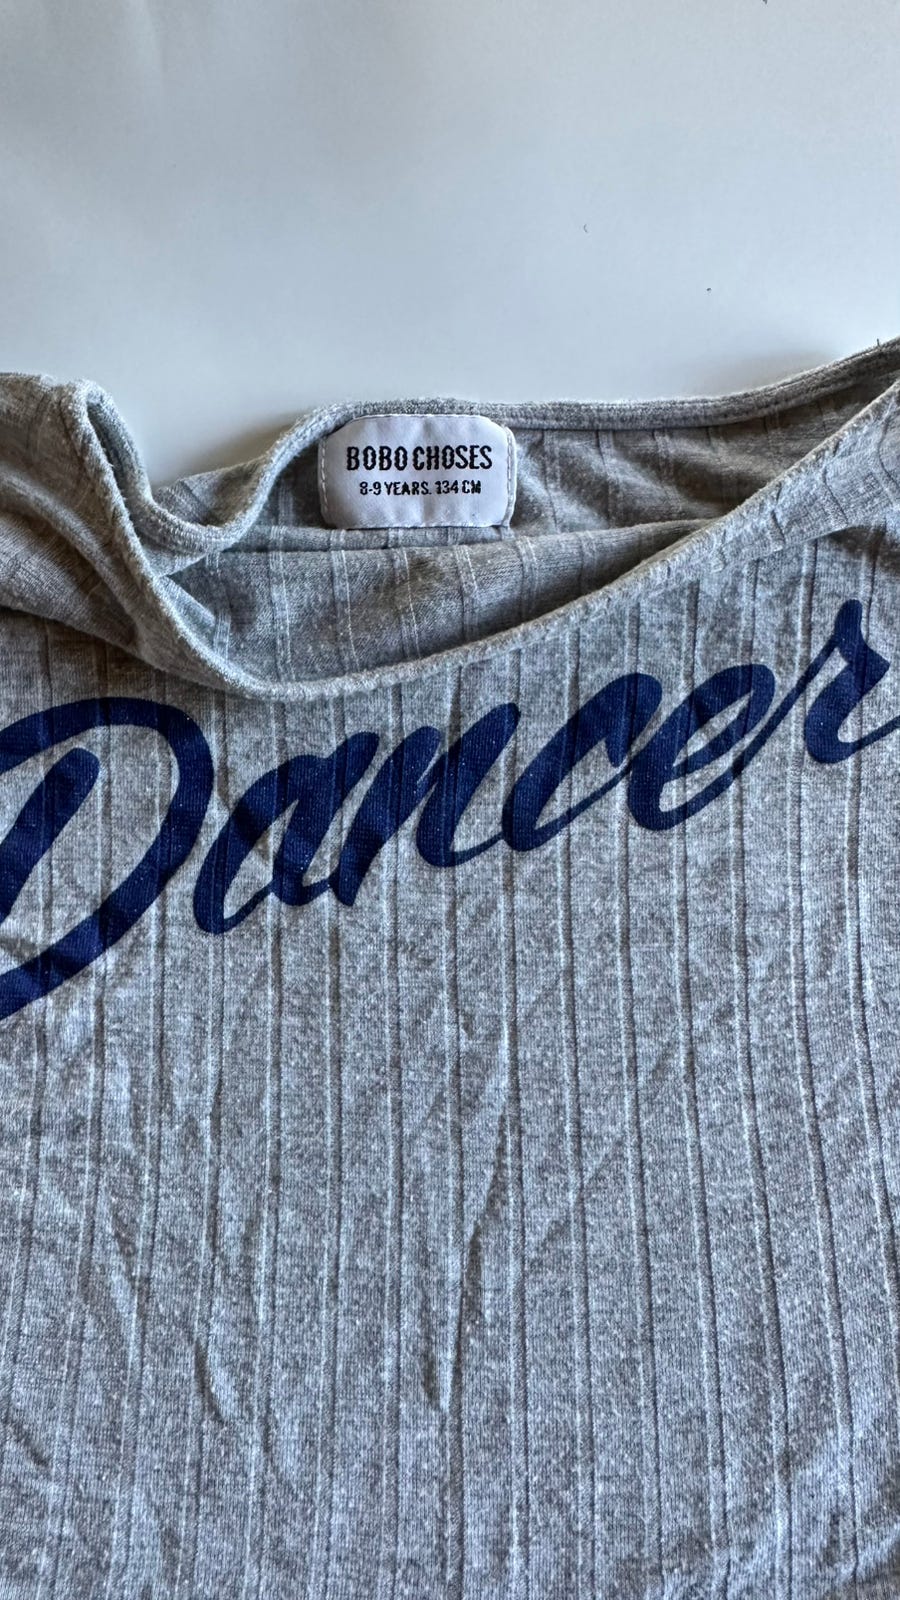 BOBO CHOSES
8-9 YEARS. 134 CM
Dancer